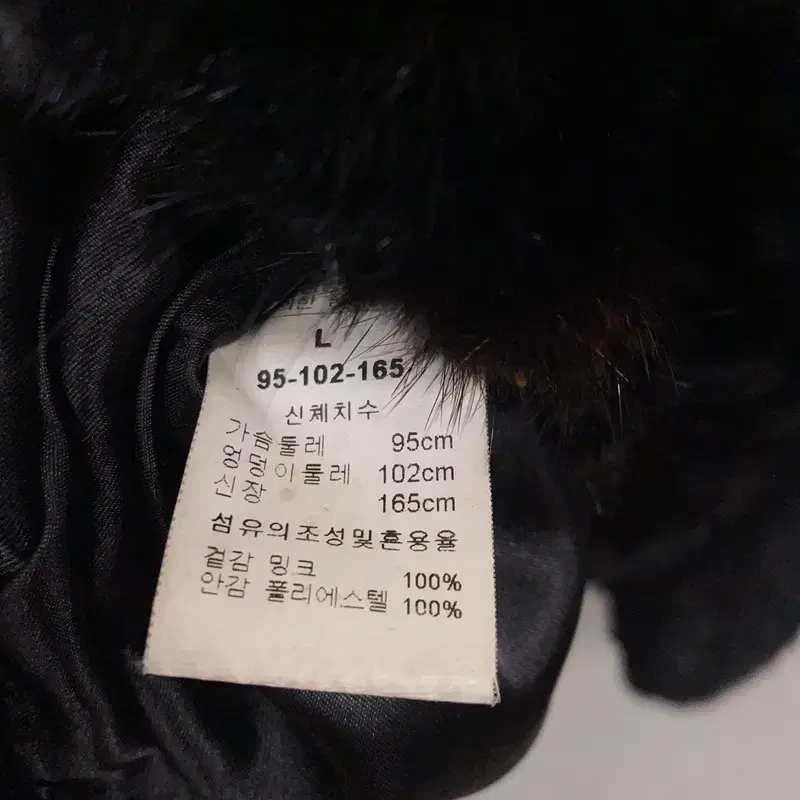 L
95-102-165
신체치수
가슴둘레 95cm
엉덩이둘레 102cm
신장 165cm
섬유의조성및혼용율
겉감 밍크 100%
안감 폴리에스텔 100%